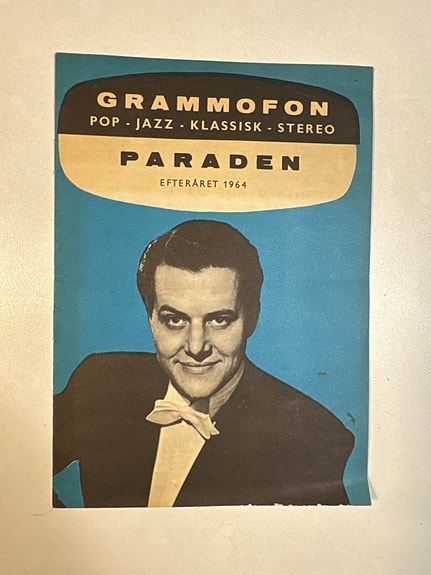 GRAMMOFON
POP - JAZZ - KLASSISK - STEREO
PARADEN
EFTERÅRET 1964